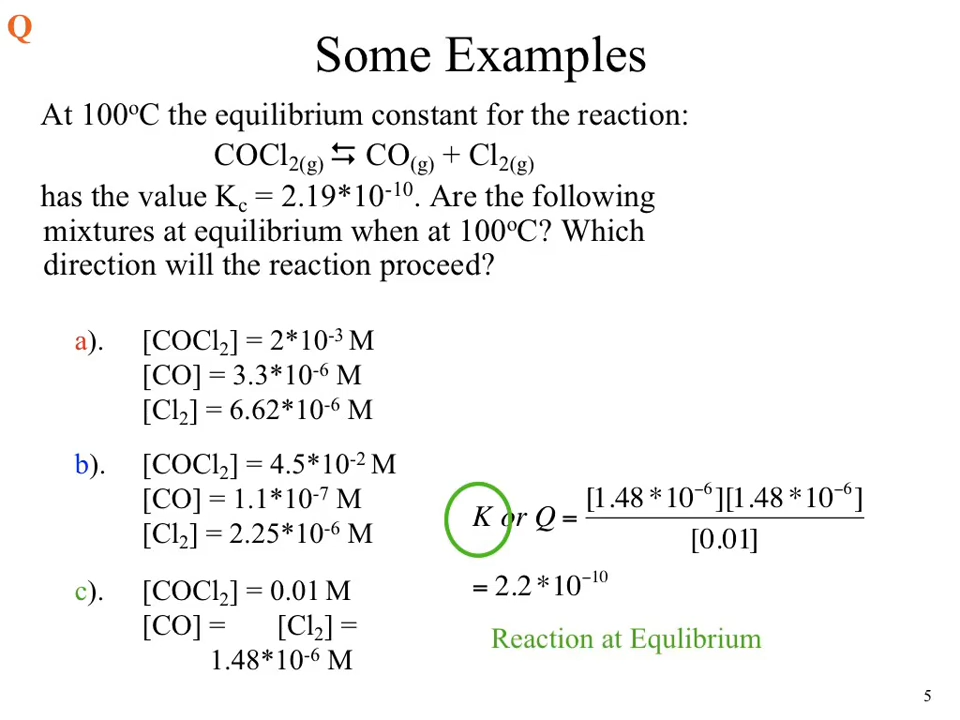 Q
Some Examples
At 100°C the equilibrium constant for the reaction:
COCl₂₍g₎ ⇆ CO₍g₎ + Cl₂₍g₎
has the value Kc = 2.19*10⁻¹⁰. Are the following
mixtures at equilibrium when at 100°C? Which
direction will the reaction proceed?
a). [COCl₂] = 2*10⁻³ M
[CO] = 3.3*10⁻⁶ M
[Cl₂] = 6.62*10⁻⁶ M
b). [COCl₂] = 4.5*10⁻² M
[CO] = 1.1*10⁻⁷ M
[Cl₂] = 2.25*10⁻⁶ M
c). [COCl₂] = 0.01 M
[CO] = [Cl₂] =
1.48*10⁻⁶ M
[1.48*10⁻⁶][1.48*10⁻⁶]
K or Q =
[0.01]
= 2.2*10⁻¹⁰
Reaction at Equlibrium
5